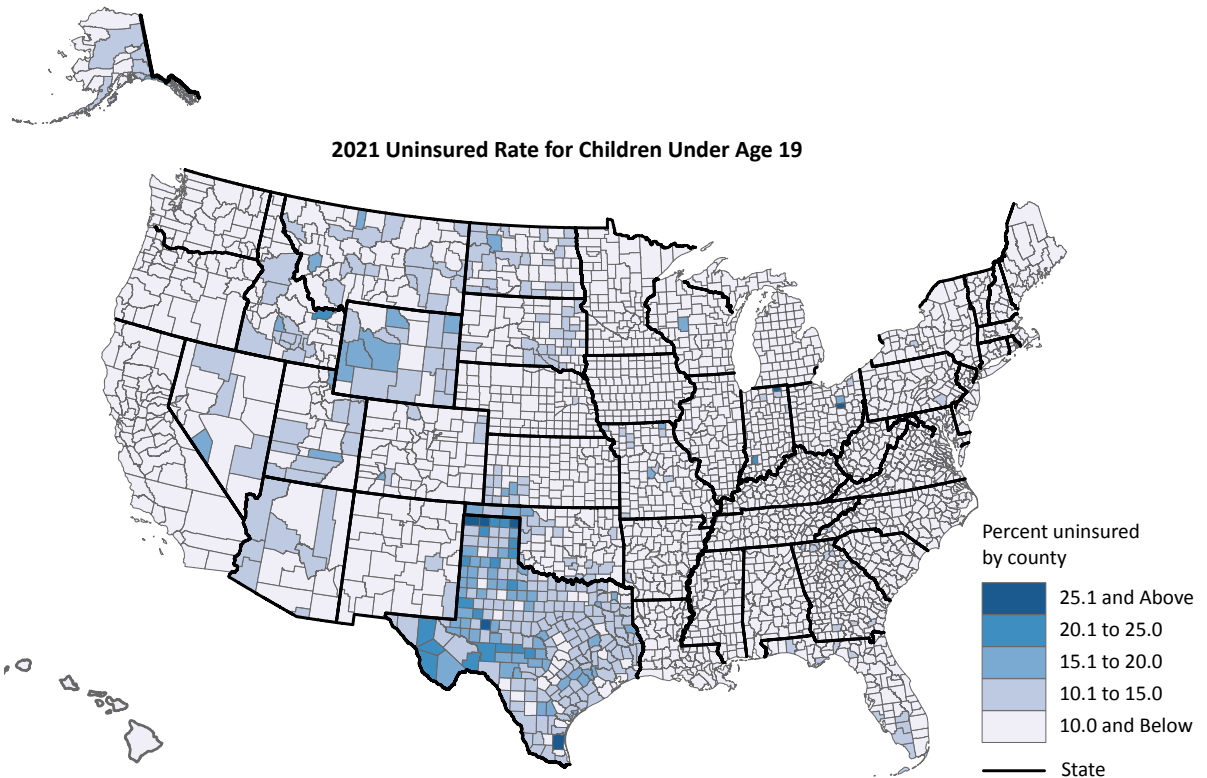 2021 Uninsured Rate for Children Under Age 19
Percent uninsured
by county
25.1 and Above
20.1 to 25.0
15.1 to 20.0
10.1 to 15.0
10.0 and Below
State